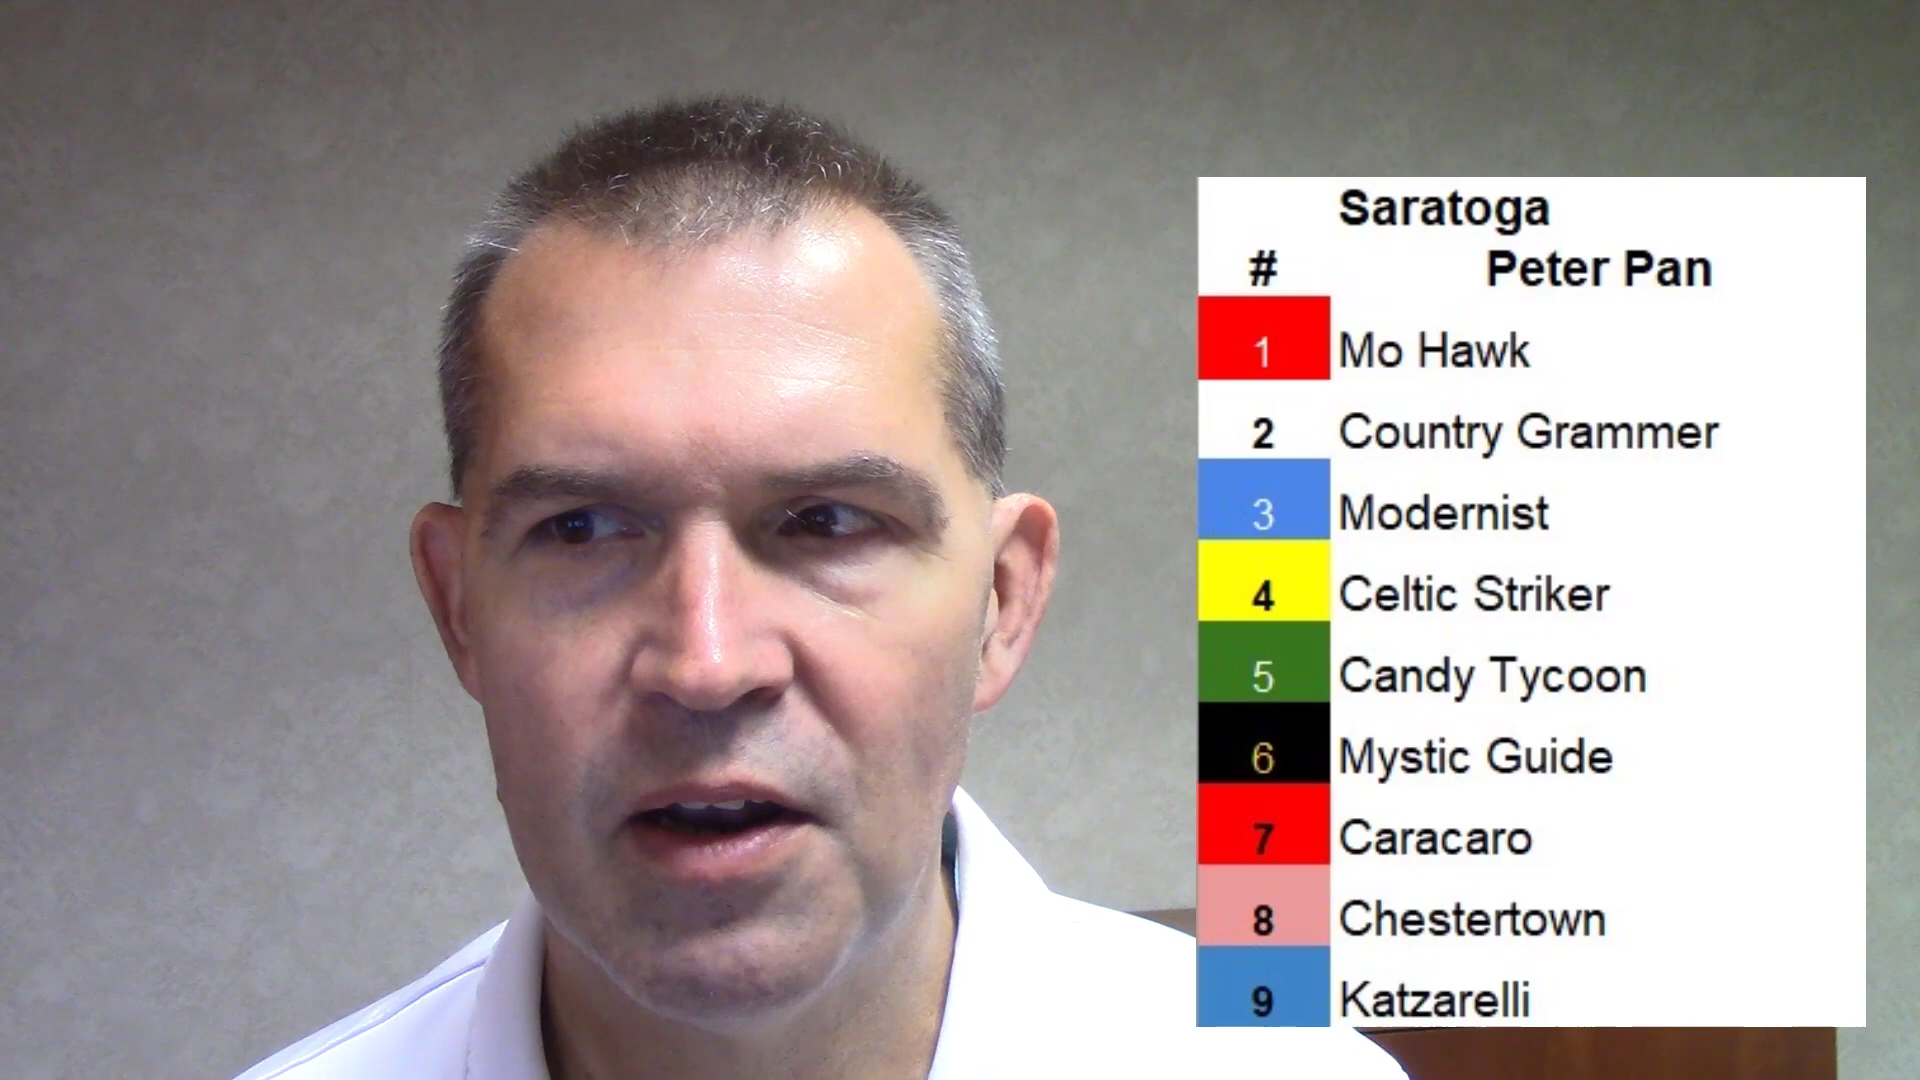 Saratoga
# Peter Pan
1 Mo Hawk
2 Country Grammer
3 Modernist
4 Celtic Striker
5 Candy Tycoon
6 Mystic Guide
7 Caracaro
8 Chestertown
9 Katzarelli